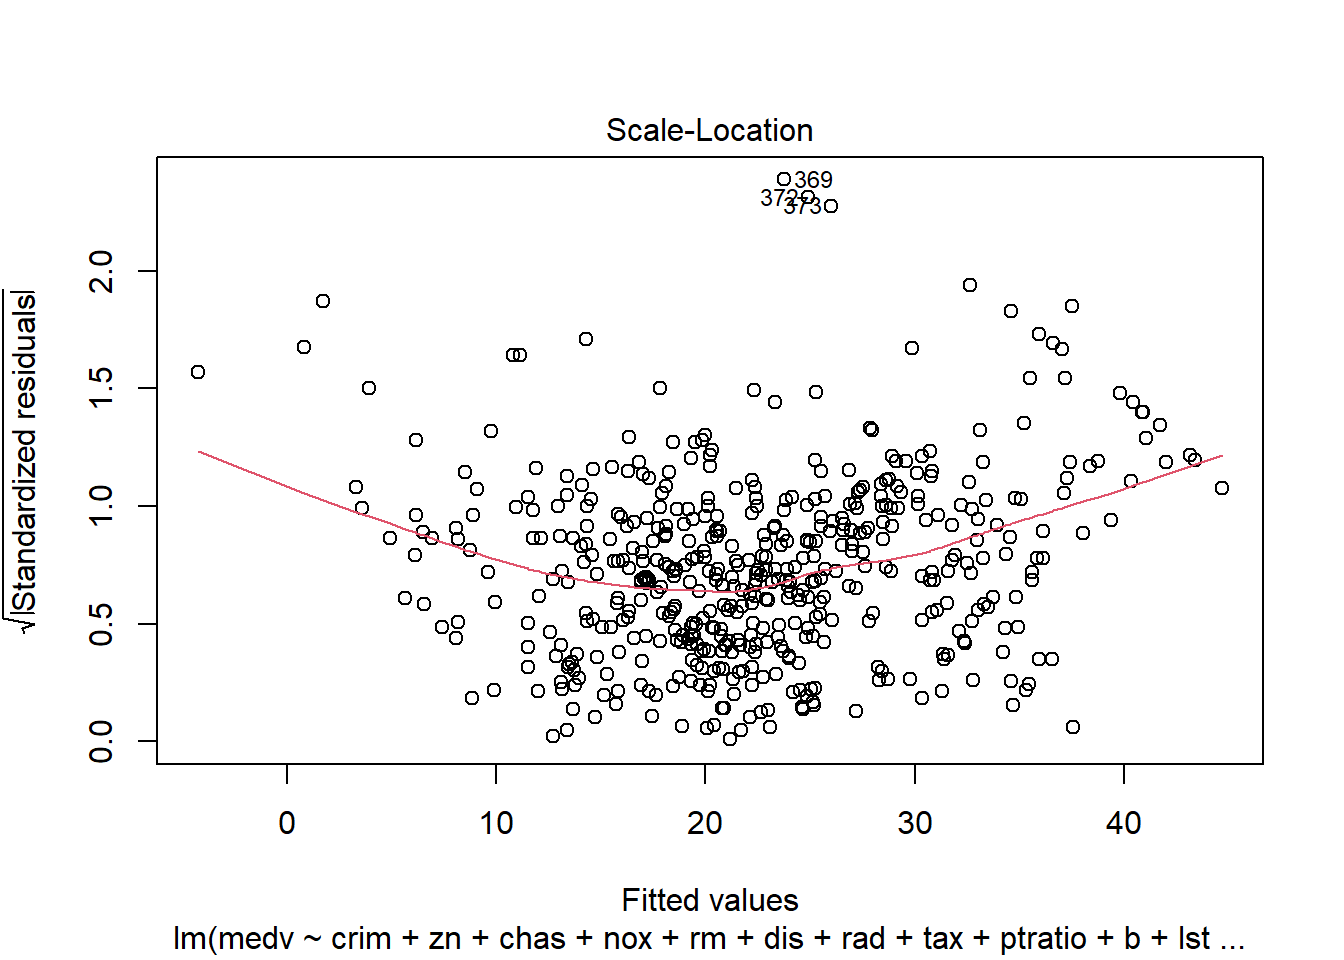 Scale-Location
369
372
373
√|Standardized residuals|
2.0
1.5
1.0
0.5
0.0
0 10 20 30 40
Fitted values
lm(medv ~ crim + zn + chas + nox + rm + dis + rad + tax + ptratio + b + lst ...